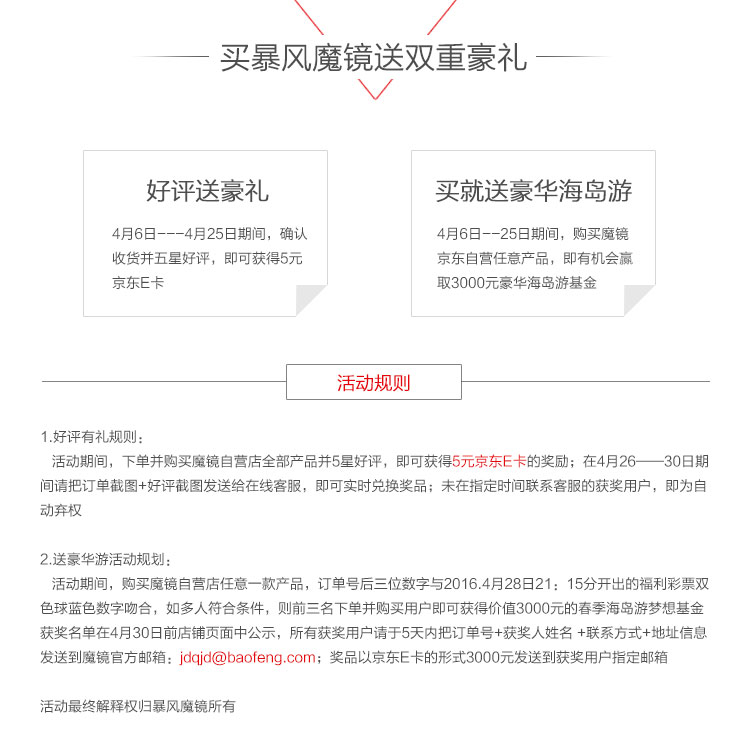 买暴风魔镜送双重豪礼
好评送豪礼
4月6日---4月25日期间，确认
收货并五星好评，即可获得5元
京东E卡
买就送豪华海岛游
4月6日--25日期间，购买魔镜
京东自营任意产品，即有机会赢
取3000元豪华海岛游基金
活动规则
1.好评有礼规则：
活动期间，下单并购买魔镜自营店全部产品并5星好评，即可获得5元京东E卡的奖励；在4月26——30日期
间请把订单截图+好评截图发送给在线客服，即可实时兑换奖品；未在指定时间联系客服的获奖用户，即为自
动弃权
2.送豪华游活动规划：
活动期间，购买魔镜自营店任意一款产品，订单号后三位数字与2016.4月28日21：15分开出的福利彩票双
色球蓝色数字吻合，如多人符合条件，则前三名下单并购买用户即可获得价值3000元的春季海岛游梦想基金
获奖名单在4月30日前店铺页面中公示，所有获奖用户请于5天内把订单号+获奖人姓名 +联系方式+地址信息
发送到魔镜官方邮箱：jdqjd@baofeng.com；奖品以京东E卡的形式3000元发送到获奖用户指定邮箱
活动最终解释权归暴风魔镜所有